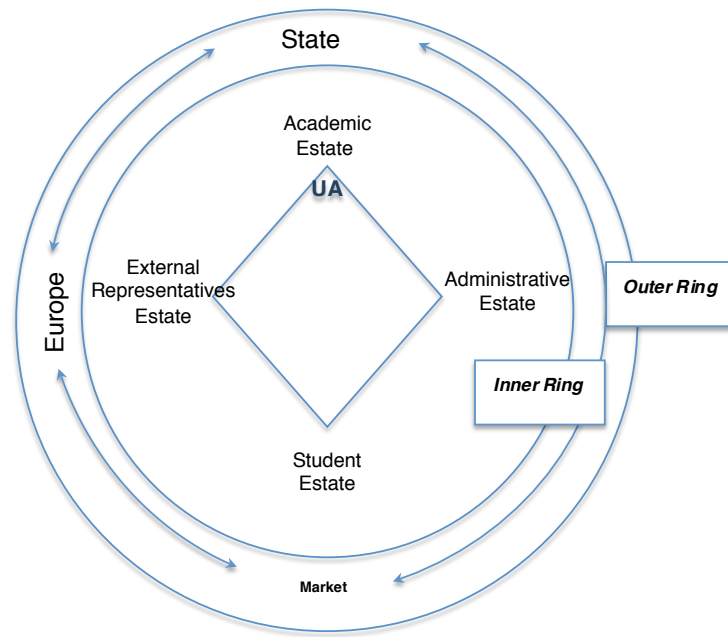 State
Academic
Estate
UA
External
Representatives
Estate
Administrative
Estate
Europe
Outer Ring
Inner Ring
Student
Estate
Market